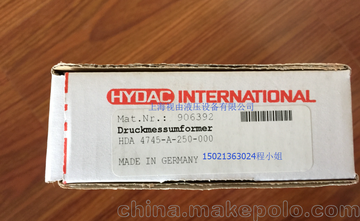 HYDAC INTERNATIONAL
上海视由液压设备有限公司
Mat.Nr.: 906392
Druckmessumformer
HDA 4745-A-250-000
MADE IN GERMANY 15021363024程小姐
china.makepolo.com